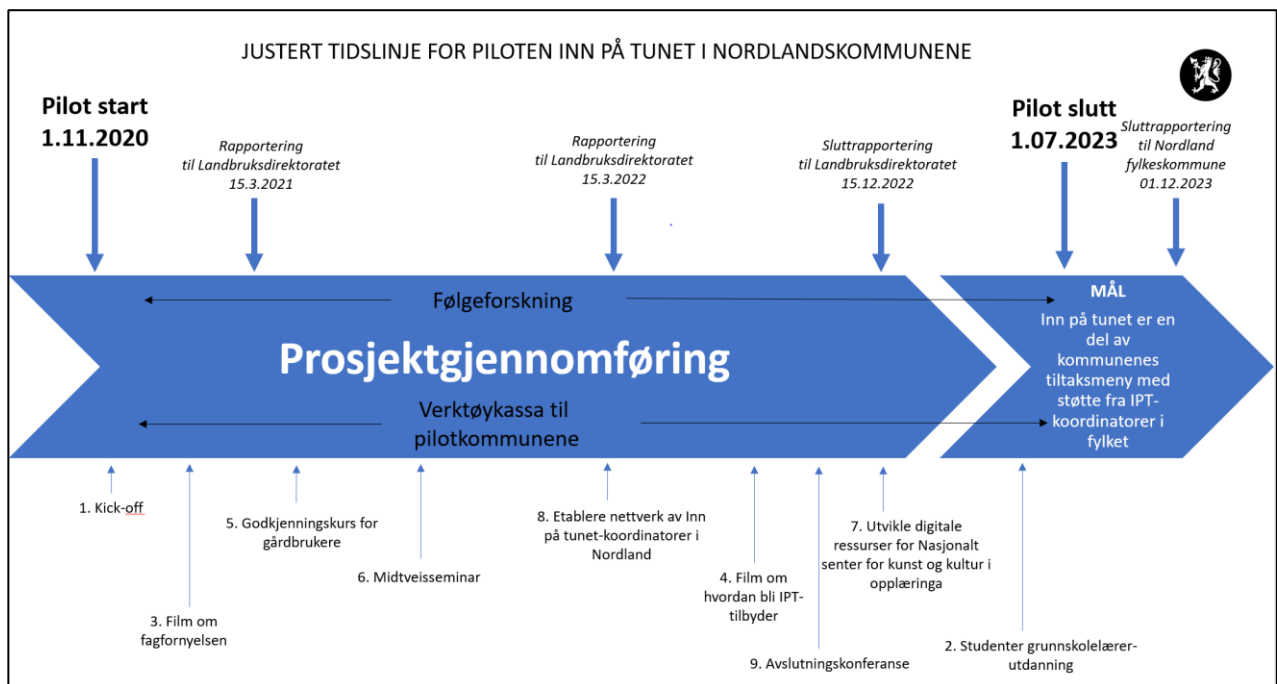 JUSTERT TIDSLINJE FOR PILOTEN INN PÅ TUNET I NORDLANDSKOMMUNENE
Pilot start
1.11.2020
Rapportering
til Landbruksdirektoratet
15.3.2021
Rapportering
til Landbruksdirektoratet
15.3.2022
Sluttrapportering
til Landbruksdirektoratet
15.12.2022
Pilot slutt
1.07.2023
Sluttrapportering
til Nordland
fylkeskommune
01.12.2023
Følgeforskning
Prosjektgjennomføring
Verktøykassa til
pilotkommunene
MÅL
Inn på tunet er en
del av
kommunenes
tiltaksmeny med
støtte fra IPT-
koordinatorer i
fylket
1. Kick-off
3. Film om
fagfornyelsen
5. Godkjenningskurs for
gårdbrukere
6. Midtveisseminar
8. Etablere nettverk av Inn
på tunet-koordinatorer i
Nordland
4. Film om
hvordan bli IPT-
tilbyder
9. Avslutningskonferanse
7. Utvikle digitale
ressurser for Nasjonalt
senter for kunst og kultur i
opplæringa
2. Studenter grunnskolelærer-
utdanning